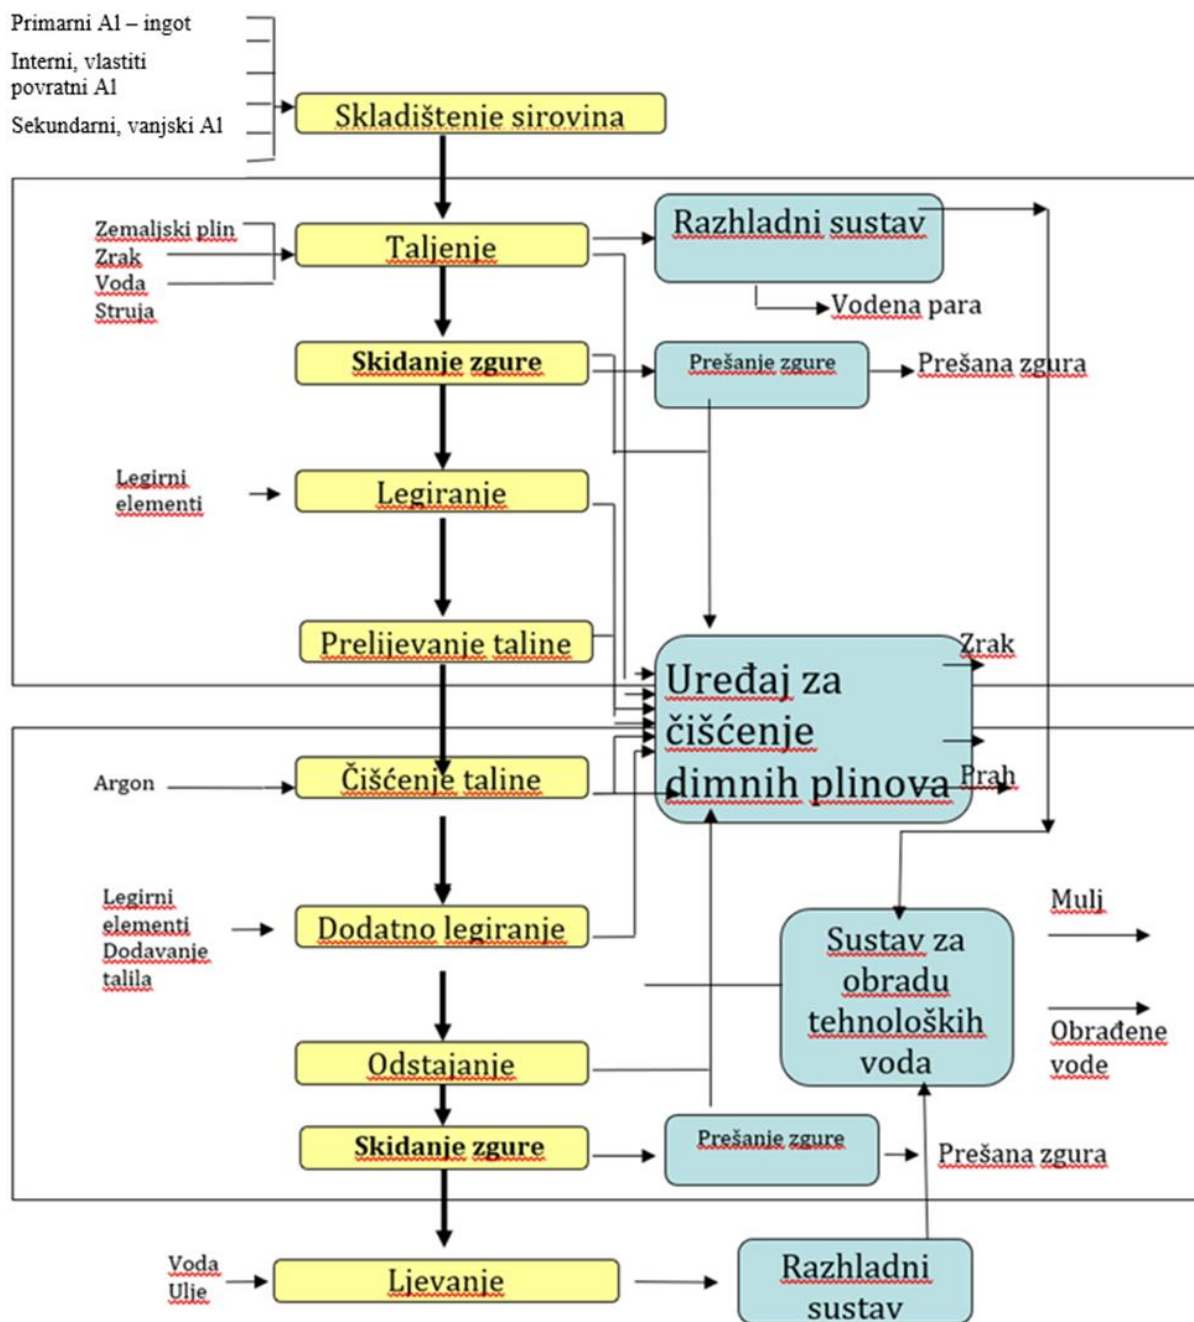 Primarni Al – ingot
Interni, vlastiti
povratni Al
Sekundarni, vanjski Al
Skladištenje sirovina
Zemaljski plin
Zrak
Voda
Struja
Taljenje
Razhladni sustav
Vodena para
Skidanje zgure
Prešanje zgure
Prešana zgura
Legirni
elementi
Legiranje
Prelijevanje taline
Uređaj za
čišćenje
dimnih plinova
Zrak
Prah
Argon
Čišćenje taline
Legirni
elementi
Dodavanje
talila
Dodatno legiranje
Sustav za
obradu
tehnoloških
voda
Mulj
Obrađene
vode
Odstajanje
Skidanje zgure
Prešanje zgure
Prešana zgura
Voda
Ulje
Ljevanje
Razhladni
sustav